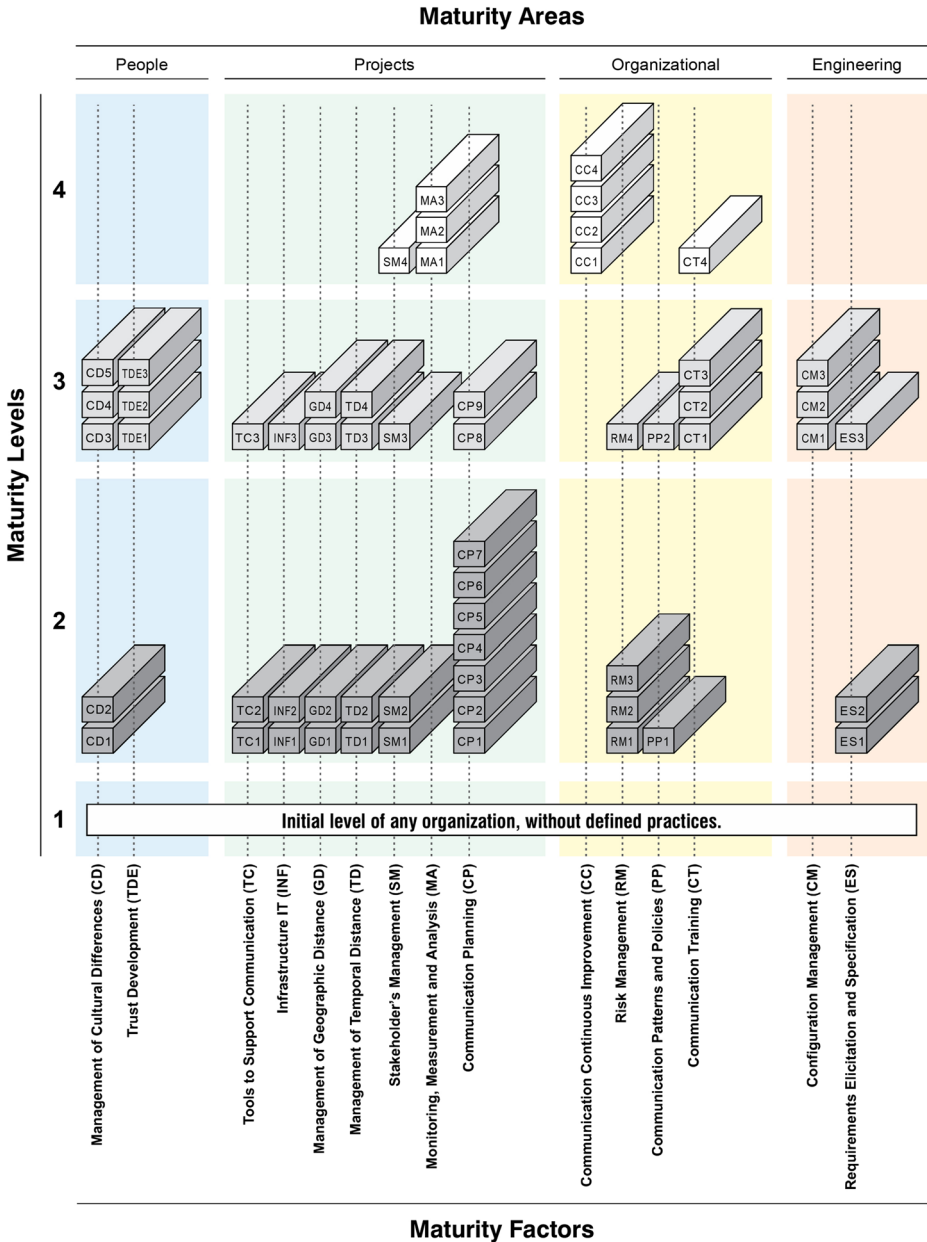 Maturity Areas
People Projects Organizational Engineering
Maturity Levels
4
CC4
MA3 CC3
MA2 CC2
SM4 MA1 CC1 CT4
3
CD5 TDE3 CT3 CM3
CD4 TDE2 GD4 TD4 CP9 CT2 CM2
CD3 TDE1 TC3 INF3 GD3 TD3 SM3 CP8 RM4 PP2 CT1 CM1 ES3
2
CP7
CP6
CP5
CP4
CP3 RM3
CD2 TC2 INF2 GD2 TD2 SM2 CP2 RM2 ES2
CD1 TC1 INF1 GD1 TD1 SM1 CP1 RM1 PP1 ES1
1
Initial level of any organization, without defined practices.
Management of Cultural Differences (CD)
Trust Development (TDE)
Tools to Support Communication (TC)
Infrastructure IT (INF)
Management of Geographic Distance (GD)
Management of Temporal Distance (TD)
Stakeholder's Management (SM)
Monitoring, Measurement and Analysis (MA)
Communication Planning (CP)
Communication Continuous Improvement (CC)
Risk Management (RM)
Communication Patterns and Policies (PP)
Communication Training (CT)
Configuration Management (CM)
Requirements Elicitation and Specification (ES)
Maturity Factors